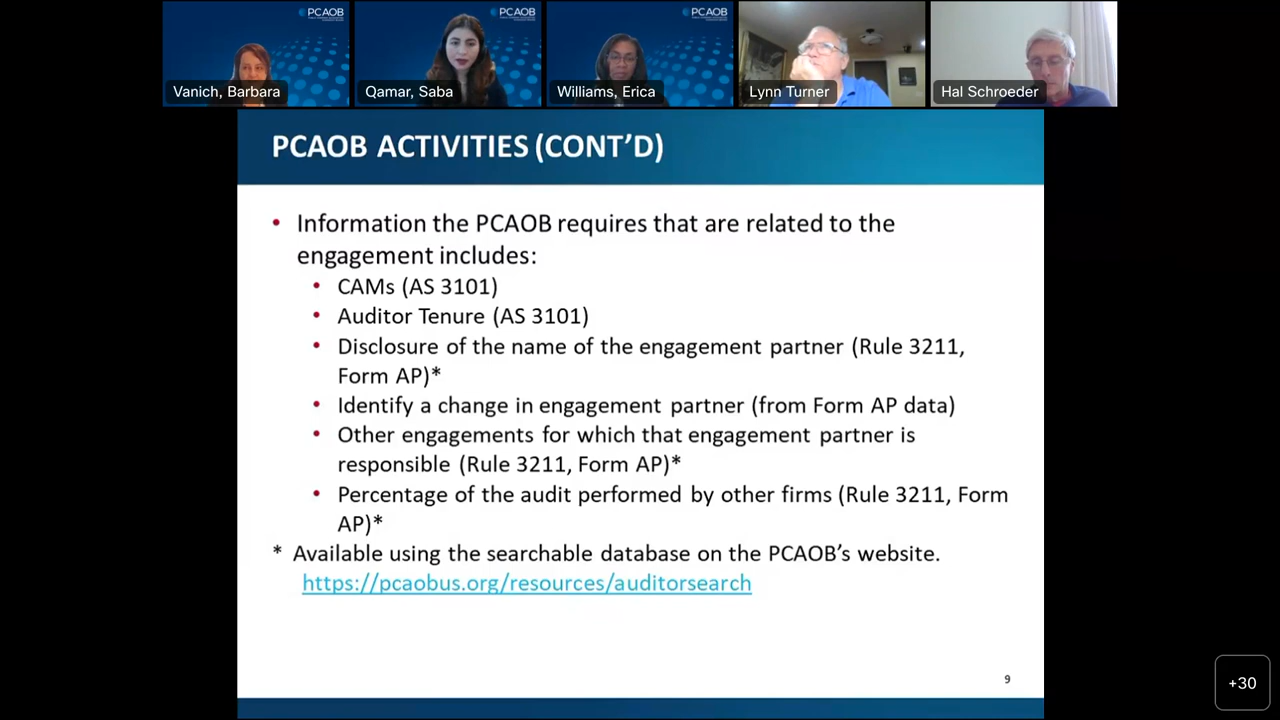 PCAOB
PCAOB
PCAOB
Vanich, Barbara
Qamar, Saba
Williams, Erica
Lynn Turner
Hal Schroeder
PCAOB ACTIVITIES (CONT’D)
• Information the PCAOB requires that are related to the
engagement includes:
• CAMs (AS 3101)
• Auditor Tenure (AS 3101)
• Disclosure of the name of the engagement partner (Rule 3211,
Form AP)*
• Identify a change in engagement partner (from Form AP data)
• Other engagements for which that engagement partner is
responsible (Rule 3211, Form AP)*
• Percentage of the audit performed by other firms (Rule 3211, Form
AP)*
* Available using the searchable database on the PCAOB’s website.
https://pcaobus.org/resources/auditorsearch
9
+30